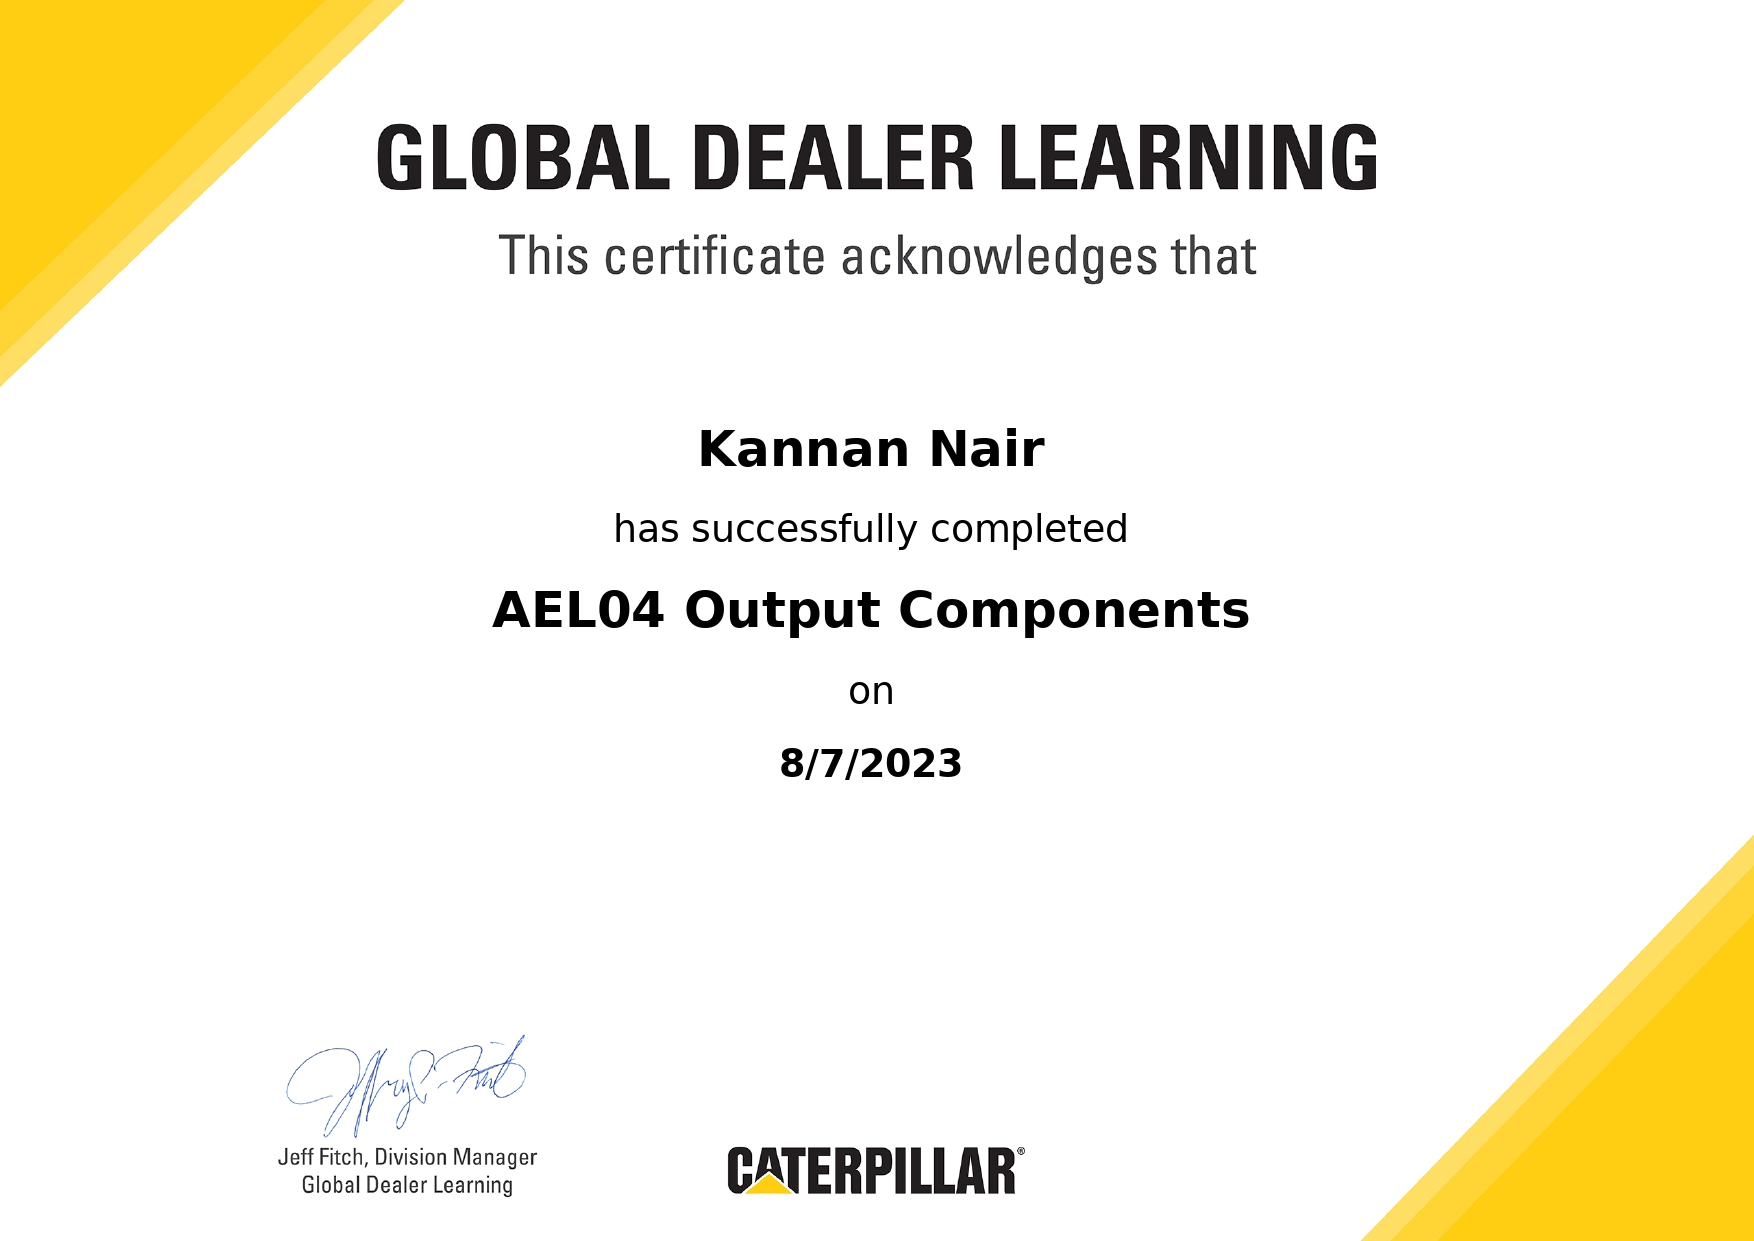 GLOBAL DEALER LEARNING
This certificate acknowledges that
Kannan Nair
has successfully completed
AEL04 Output Components
on
8/7/2023
Jeff Fitch, Division Manager
Global Dealer Learning
CATERPILLAR®